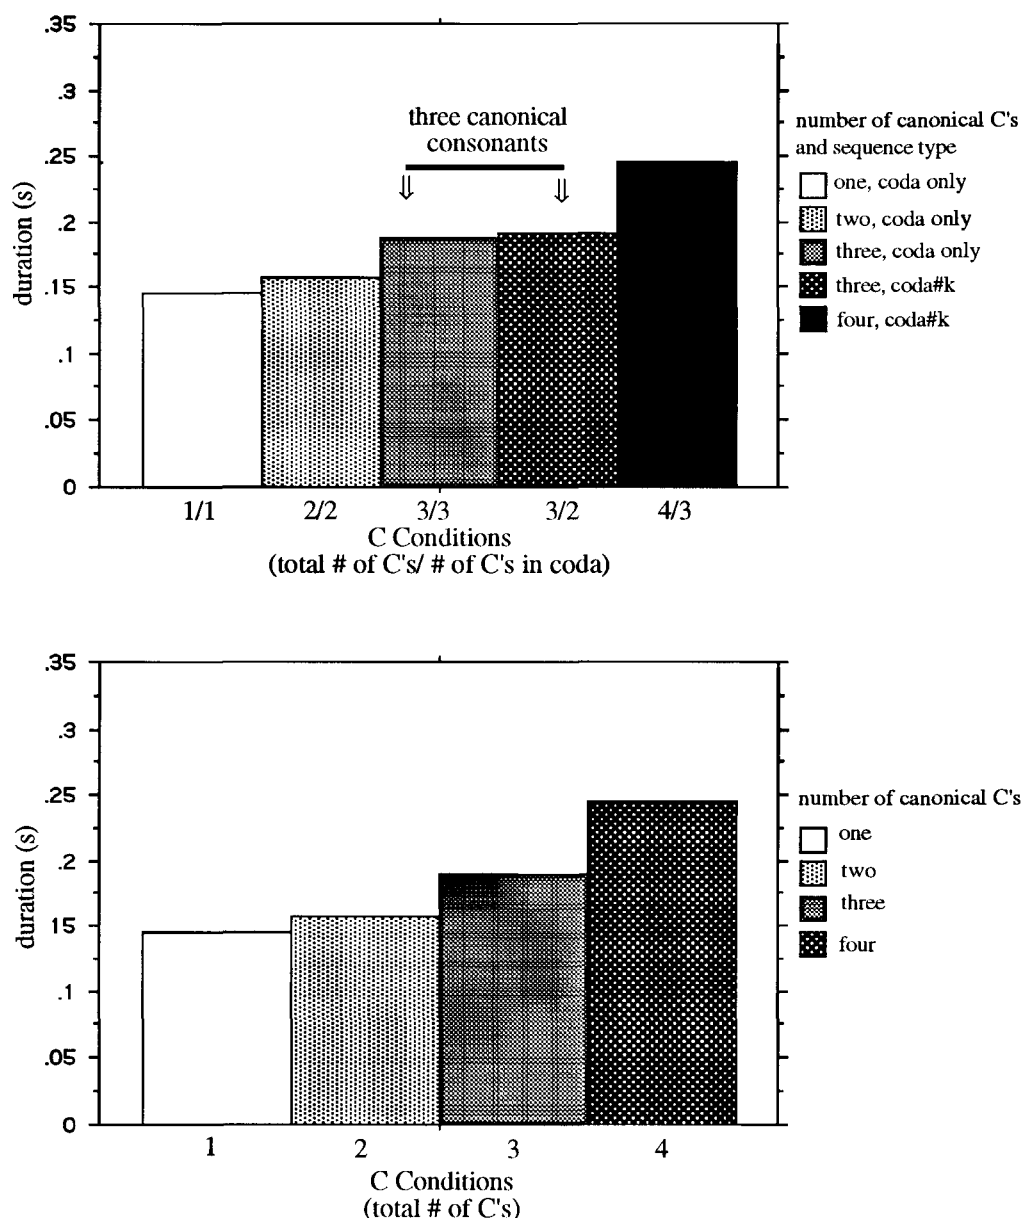 .35
.3
.25
.2
.15
.1
.05
0
duration (s)
three canonical
consonants
1/1 2/2 3/3 3/2 4/3
C Conditions
(total # of C's/ # of C's in coda)
number of canonical C's
and sequence type
one, coda only
two, coda only
three, coda only
three, coda#k
four, coda#k
.35
.3
.25
.2
.15
.1
.05
0
duration (s)
1 2 3 4
C Conditions
(total # of C's)
number of canonical C's
one
two
three
four